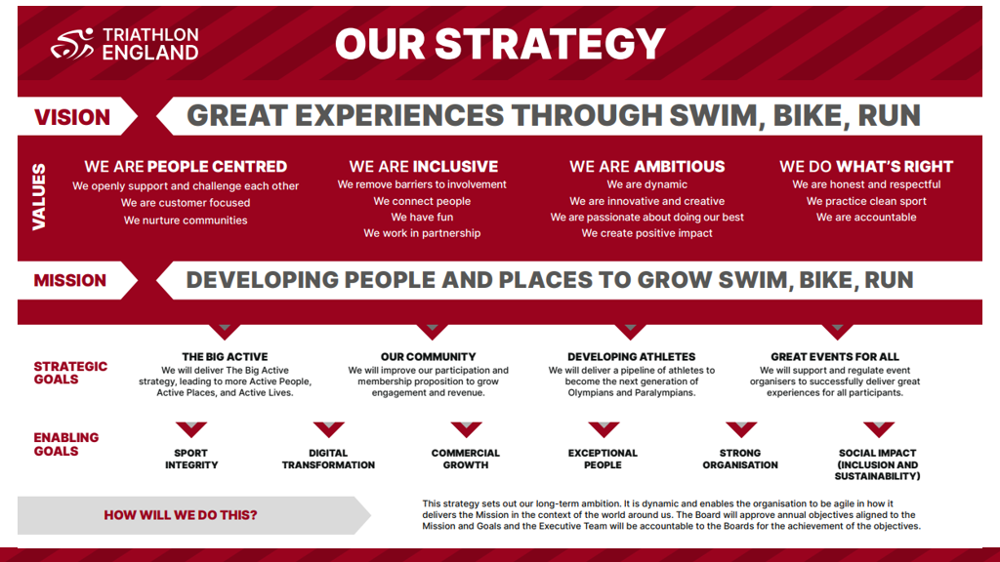 TRIATHLON
ENGLAND
OUR STRATEGY
VISION
GREAT EXPERIENCES THROUGH SWIM, BIKE, RUN
VALUES
WE ARE PEOPLE CENTRED
We openly support and challenge each other
We are customer focused
We nurture communities
WE ARE INCLUSIVE
We remove barriers to involvement
We connect people
We have fun
We work in partnership
WE ARE AMBITIOUS
We are dynamic
We are innovative and creative
We are passionate about doing our best
We create positive impact
WE DO WHAT'S RIGHT
We are honest and respectful
We practice clean sport
We are accountable
MISSION
DEVELOPING PEOPLE AND PLACES TO GROW SWIM, BIKE, RUN
STRATEGIC
GOALS
THE BIG ACTIVE
We will deliver The Big Active
strategy, leading to more Active People,
Active Places, and Active Lives.
OUR COMMUNITY
We will improve our participation and
membership proposition to grow
engagement and revenue.
DEVELOPING ATHLETES
We will deliver a pipeline of athletes to
become the next generation of
Olympians and Paralympians.
GREAT EVENTS FOR ALL
We will support and regulate event
organisers to successfully deliver great
experiences for all participants.
ENABLING
GOALS
SPORT
INTEGRITY
DIGITAL
TRANSFORMATION
COMMERCIAL
GROWTH
EXCEPTIONAL
PEOPLE
STRONG
ORGANISATION
SOCIAL IMPACT
(INCLUSION AND
SUSTAINABILITY)
HOW WILL WE DO THIS?
This strategy sets out our long-term ambition. It is dynamic and enables the organisation to be agile in how it
delivers the Mission in the context of the world around us. The Board will approve annual objectives aligned to the
Mission and Goals and the Executive Team will be accountable to the Boards for the achievement of the objectives.